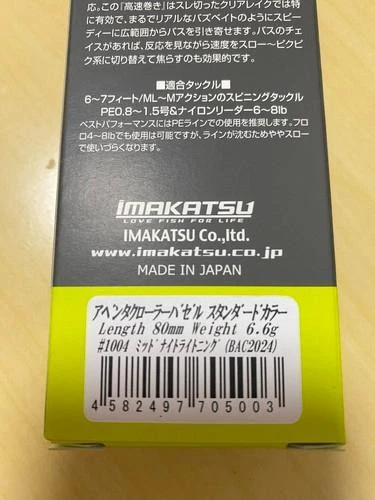 応。この『高速巻き』はスレ切ったクリアレイクでは特
に有効で、まるでリアルなバズベイトのようにスピー
ディーに広範囲からバスを引き寄せます。バスのチェ
イスがあれば、反応を見ながら速度をスロー〜ピクピ
ク系に切り替えて焦らすのも効果的です。
■適合タックル■
6〜7フィート/ML〜Mアクションのスピニングタックル
PE0.8〜1.5号&ナイロンリーダー6〜8lb
ベストパフォーマンスにはPEラインでの使用を推奨します。フロ
ロ4〜8lbでも使用は可能ですが、ラインが沈むためややスロー
で使いづらくなります。
IMAKATSU
LOVE FISH FOR LIFE
IMAKATSU Co.,ltd.
www.imakatsu.co.jp
MADE IN JAPAN
アベンタクローラーバゼル スタンダードカラー
Length 80mm Weight 6.6g
#1004 ミッドナイトライトニング (BAC2024)
4 582497 705003